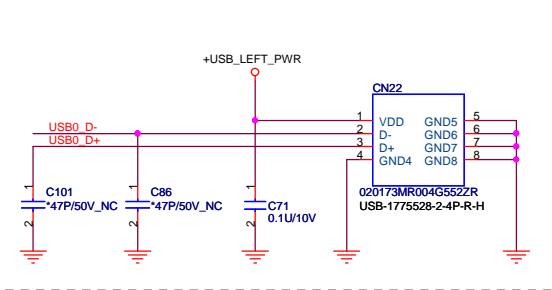 +USB_LEFT_PWR
CN22
1 VDD GND5 5
USB0_D- 2 D- GND6 6
USB0_D+ 3 D+ GND7 7
4 GND4 GND8 8
020173MR004G552ZR
USB-1775528-2-4P-R-H
1 1 1
C101 C86 C71
*47P/50V_NC *47P/50V_NC 0.1U/10V
2 2 2